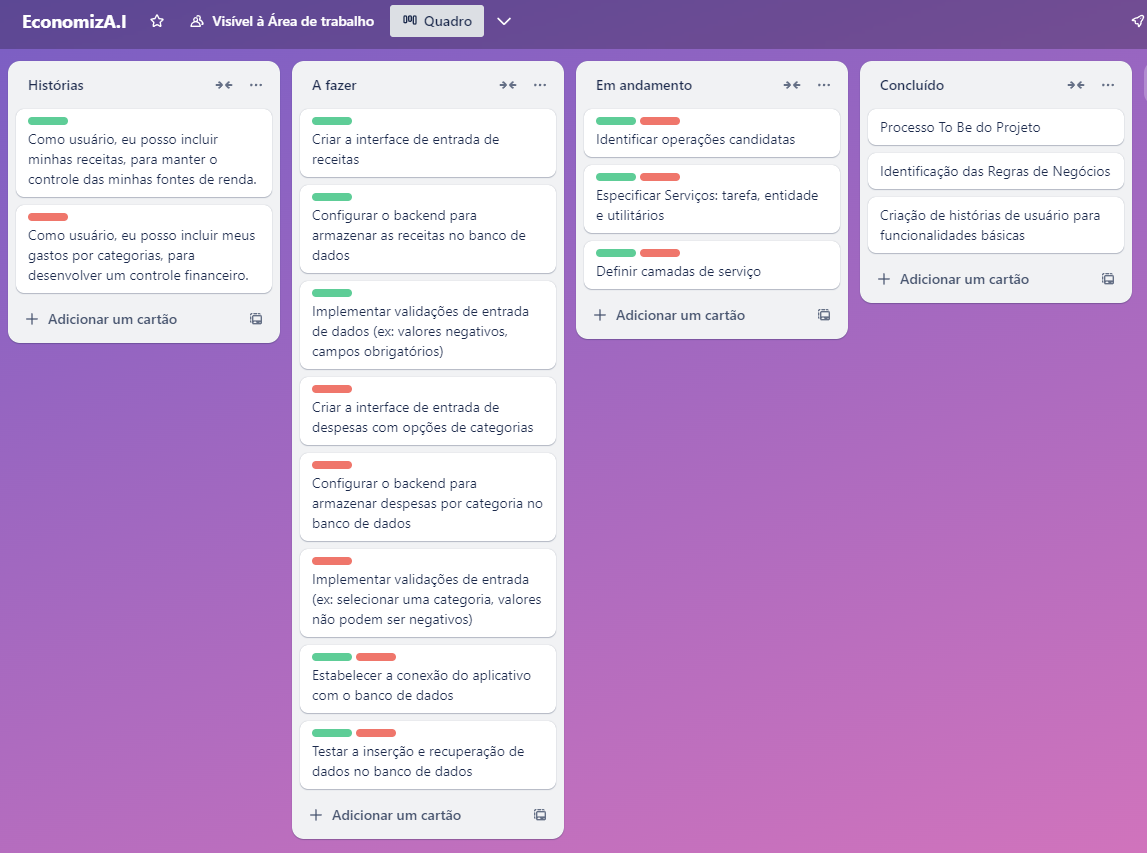 EconomizA.I
Visível à Área de trabalho
Quadro
Histórias
Como usuário, eu posso incluir
minhas receitas, para manter o
controle das minhas fontes de renda.
Como usuário, eu posso incluir meus
gastos por categorias, para
desenvolver um controle financeiro.
Adicionar um cartão
A fazer
Criar a interface de entrada de
receitas
Configurar o backend para
armazenar as receitas no banco de
dados
Implementar validações de entrada
de dados (ex: valores negativos,
campos obrigatórios)
Criar a interface de entrada de
despesas com opções de categorias
Configurar o backend para
armazenar despesas por categoria no
banco de dados
Implementar validações de entrada
(ex: selecionar uma categoria, valores
não podem ser negativos)
Estabelecer a conexão do aplicativo
com o banco de dados
Testar a inserção e recuperação de
dados no banco de dados
Adicionar um cartão
Em andamento
Identificar operações candidatas
Especificar Serviços: tarefa, entidade
e utilitários
Definir camadas de serviço
Adicionar um cartão
Concluído
Processo To Be do Projeto
Identificação das Regras de Negócios
Criação de histórias de usuário para
funcionalidades básicas
Adicionar um cartão